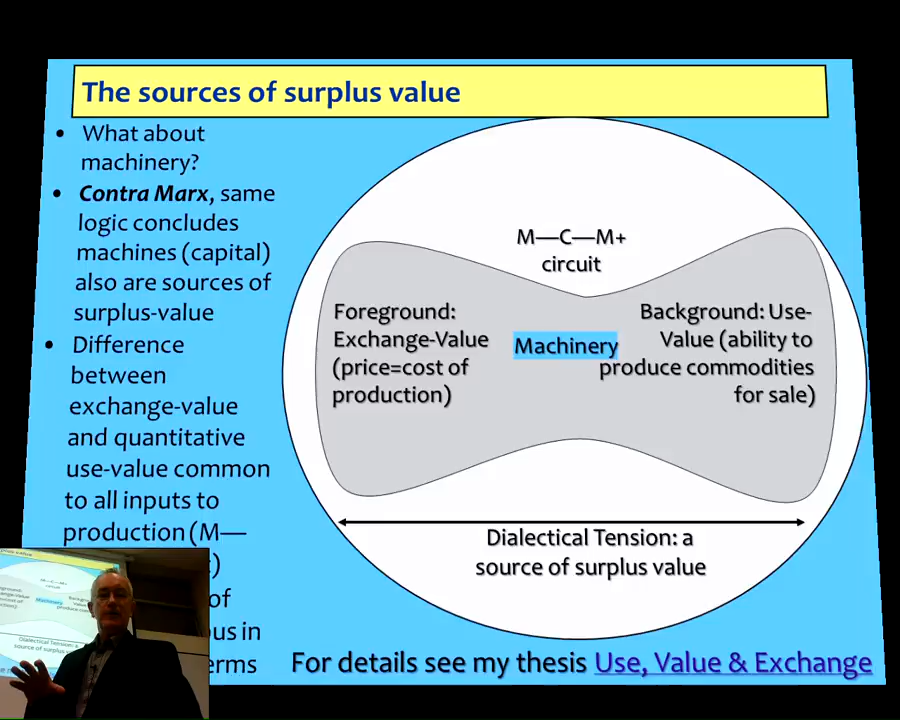 The sources of surplus value
• What about
machinery?
• Contra Marx, same
logic concludes
machines (capital)
also are sources of
surplus-value
• Difference
between
exchange-value
and quantitative
use-value common
to all inputs to
production (M—
)
of
us in
erms
M—C—M+
circuit
Foreground:
Exchange-Value
(price=cost of
production)
Machinery
Background: Use-
Value (ability to
produce commodities
for sale)
Dialectical Tension: a
source of surplus value
For details see my thesis Use, Value & Exchange